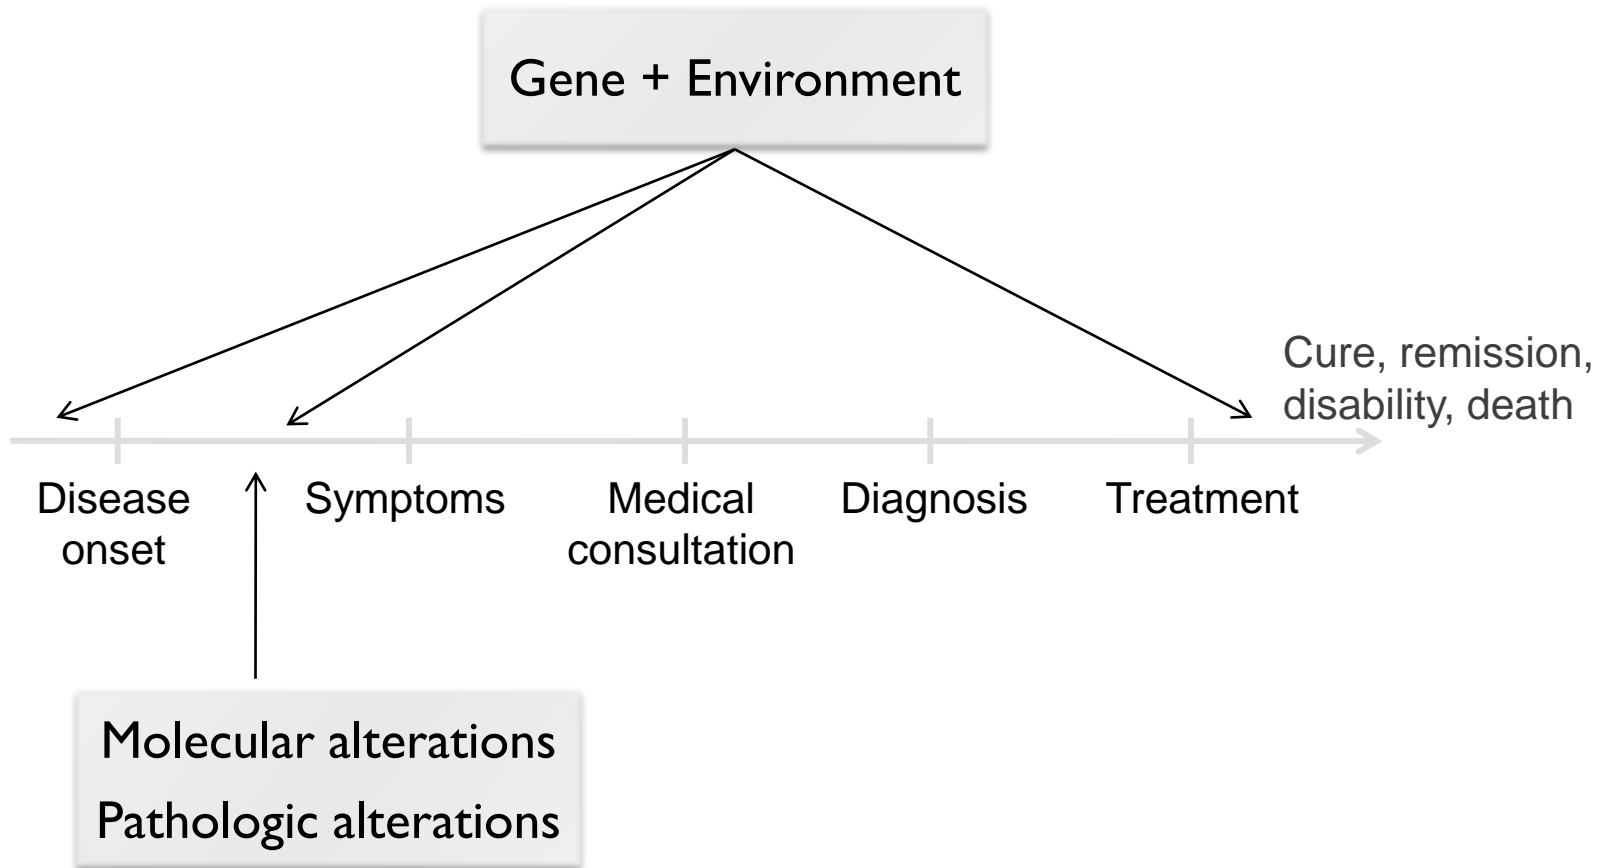 Gene + Environment
Cure, remission,
disability, death
Disease
onset
Symptoms
Medical
consultation
Diagnosis
Treatment
Molecular alterations
Pathologic alterations